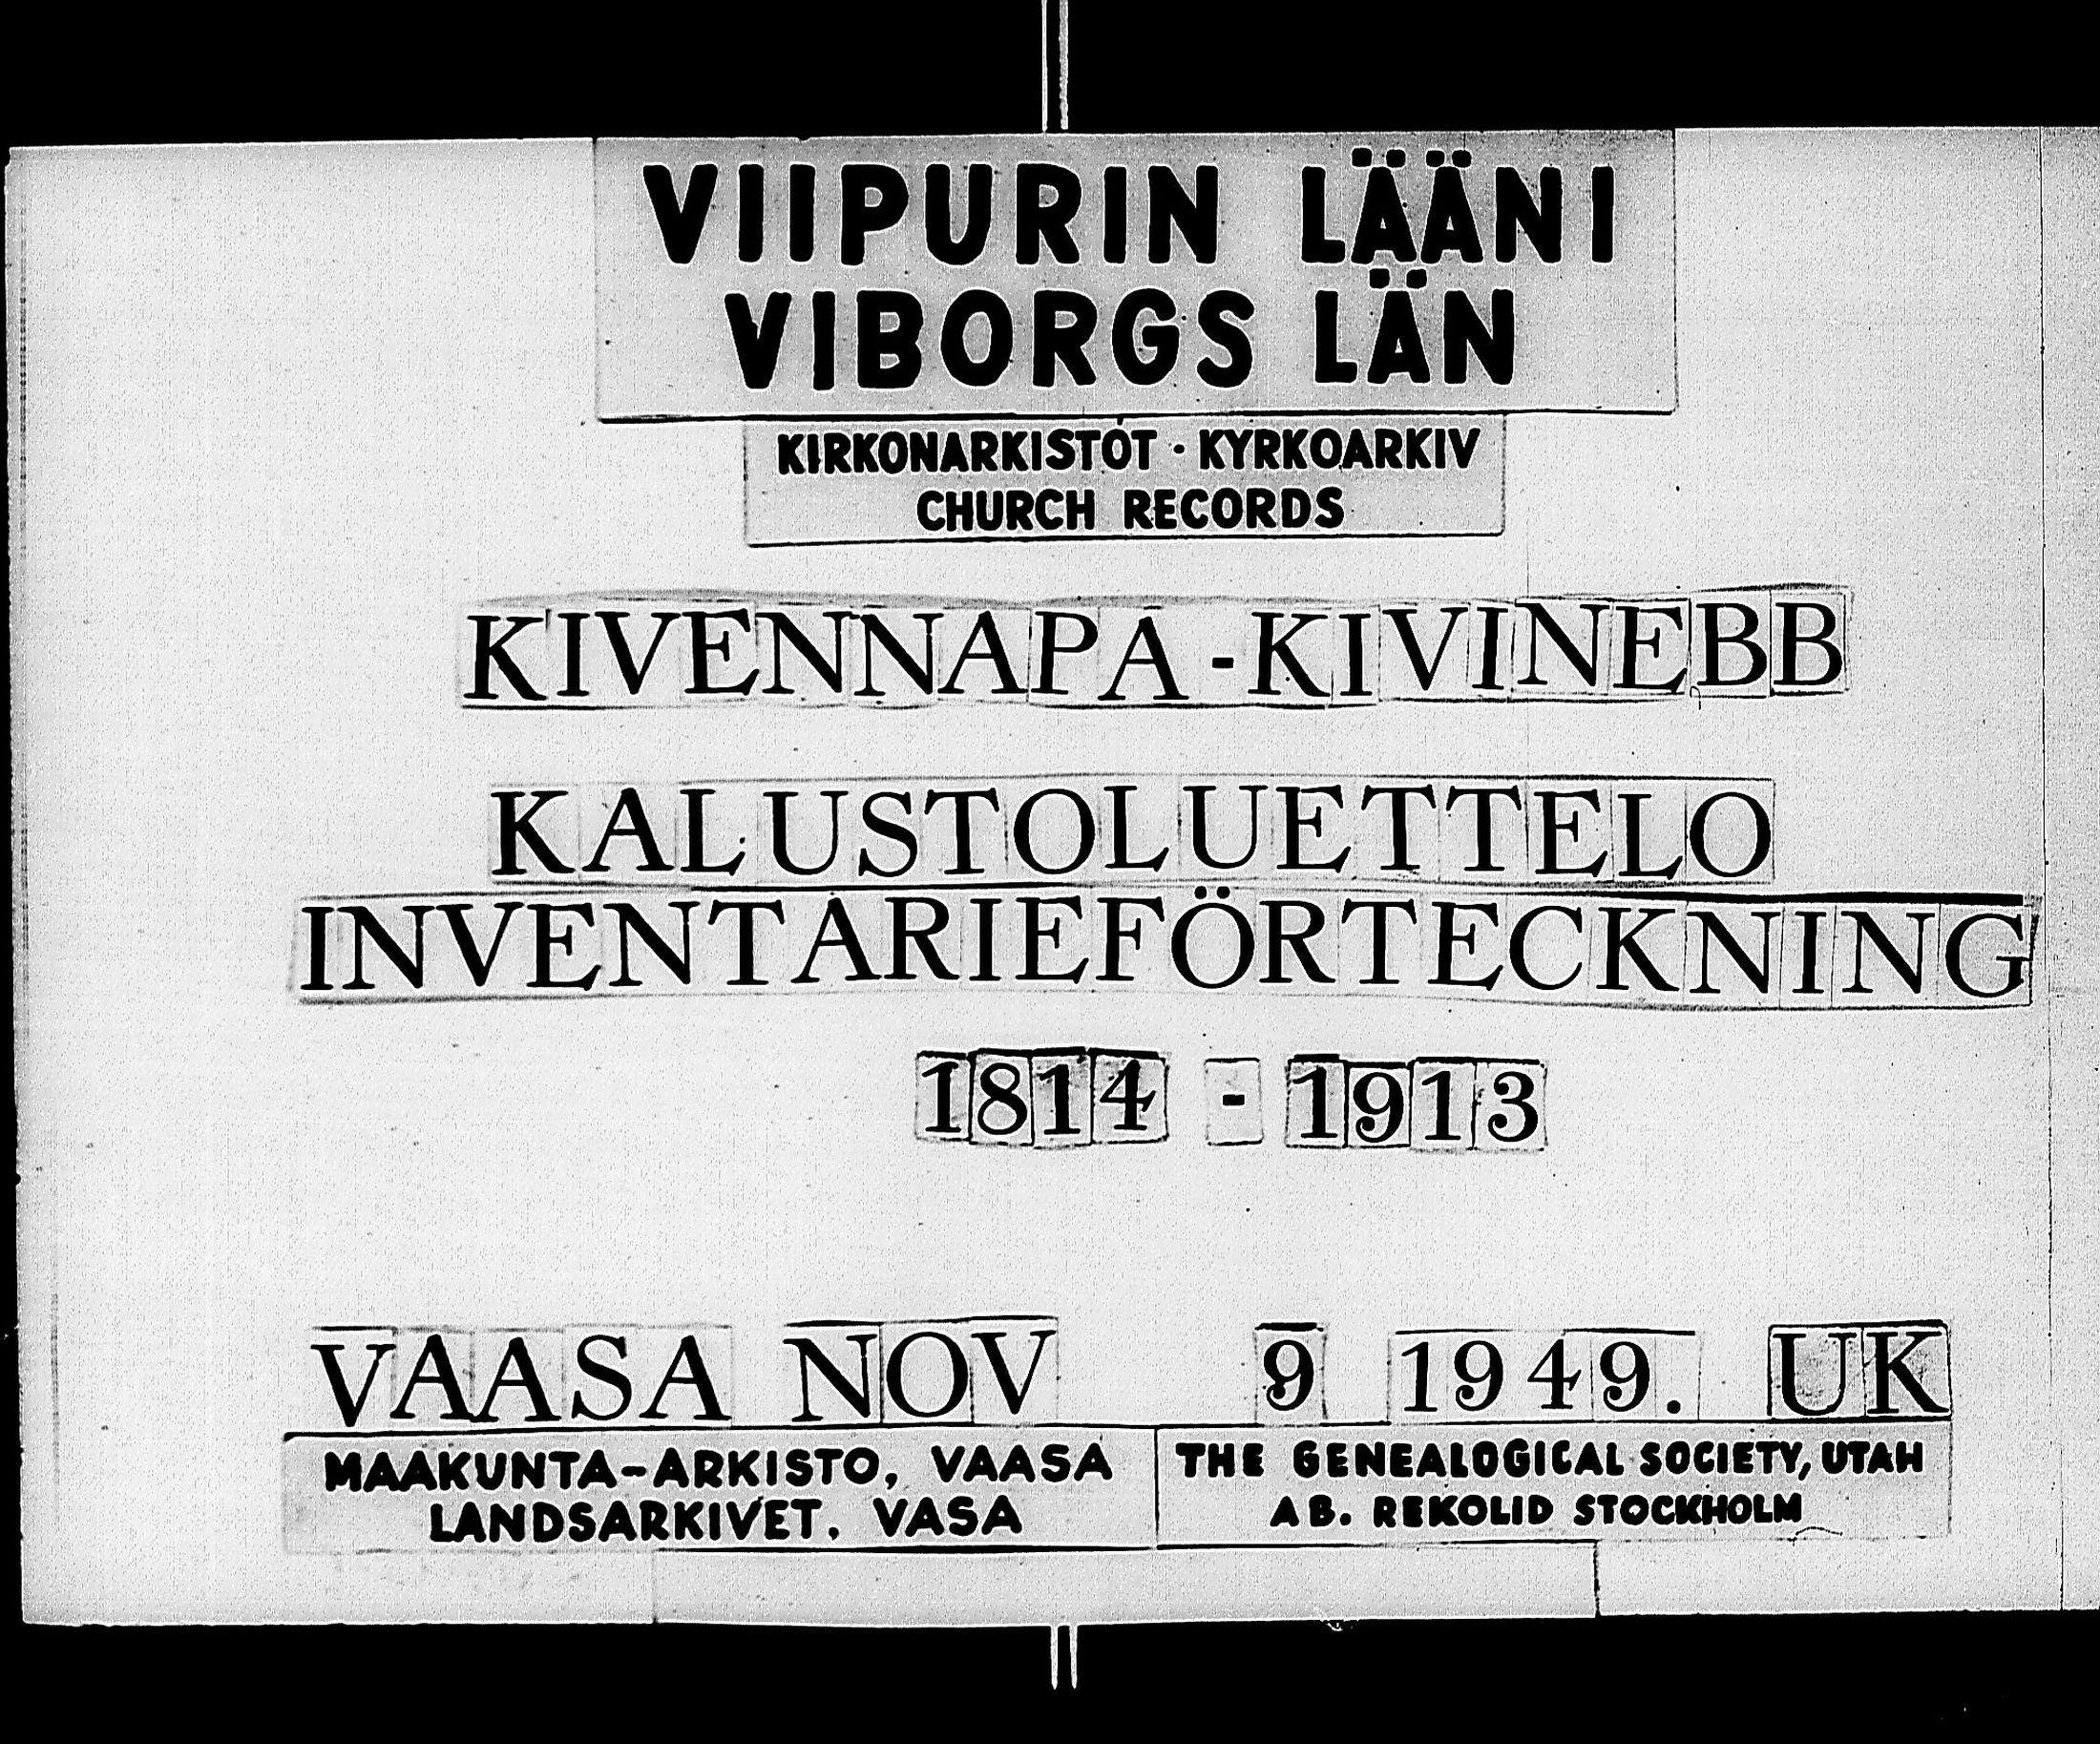 VIIPURIN LÄÄNI
VIBORGS LÄN
KIRKONARKISTOT · KYRKOARKIV
CHURCH RECORDS
KIVENNAPA - KIVINEBB
KALUSTOLUETTELO
INVENTARIEFÖRTECKNING
1814 - 1913
VAASA NOV 9 1949. UK
MAAKUNTA-ARKISTO, VAASA
LANDSARKIVET. VASA
THE GENEALOGICAL SOCIETY, UTAH
AB. REKOLID STOCKHOLM